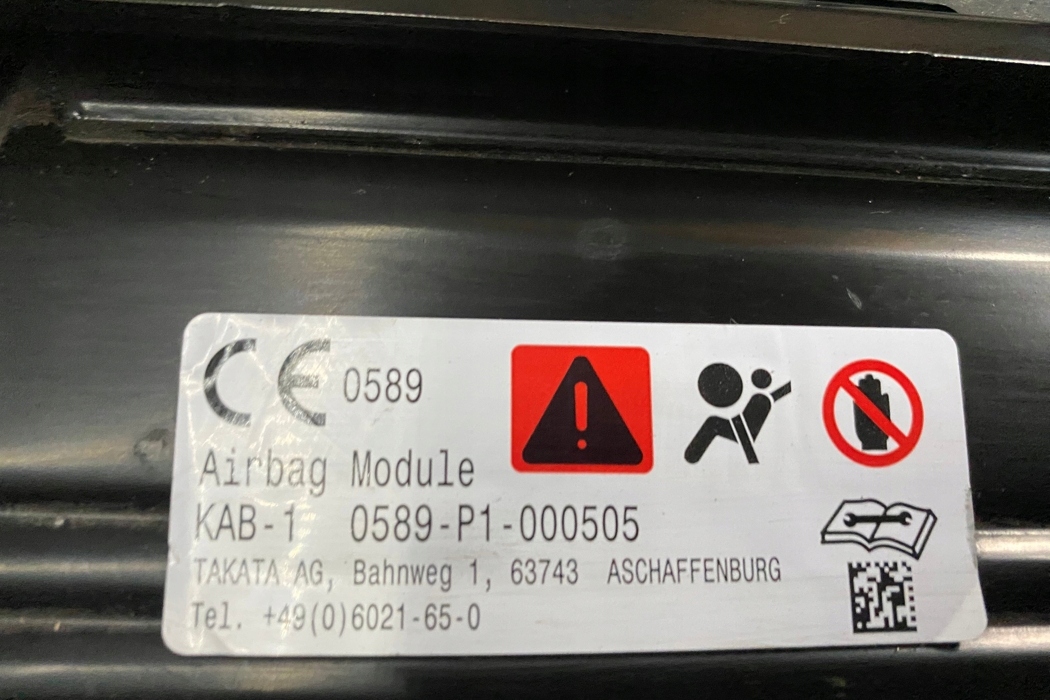 CE 0589
Airbag Module
KAB-1 0589-P1-000505
TAKATA AG, Bahnweg 1, 63743 ASCHAFFENBURG
Tel. +49(0)6021-65-0